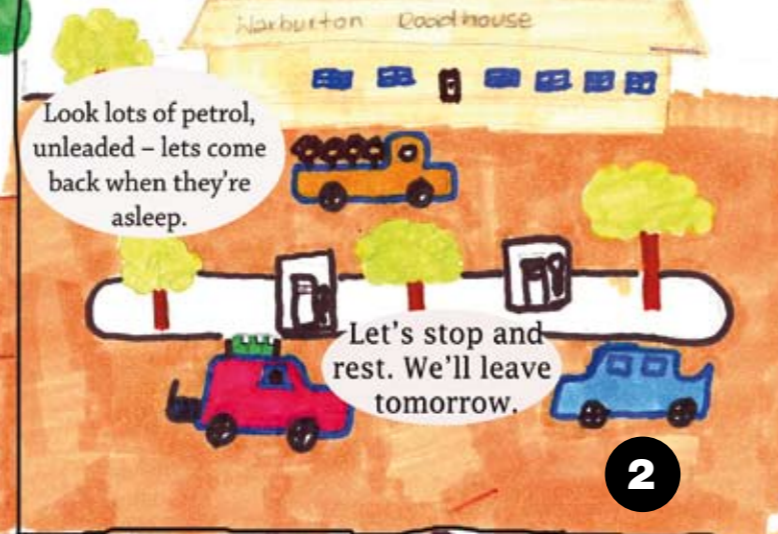 Warburton Roadhouse
Look lots of petrol,
unleaded – lets come
back when they're
asleep.
Let's stop and
rest. We'll leave
tomorrow.
2